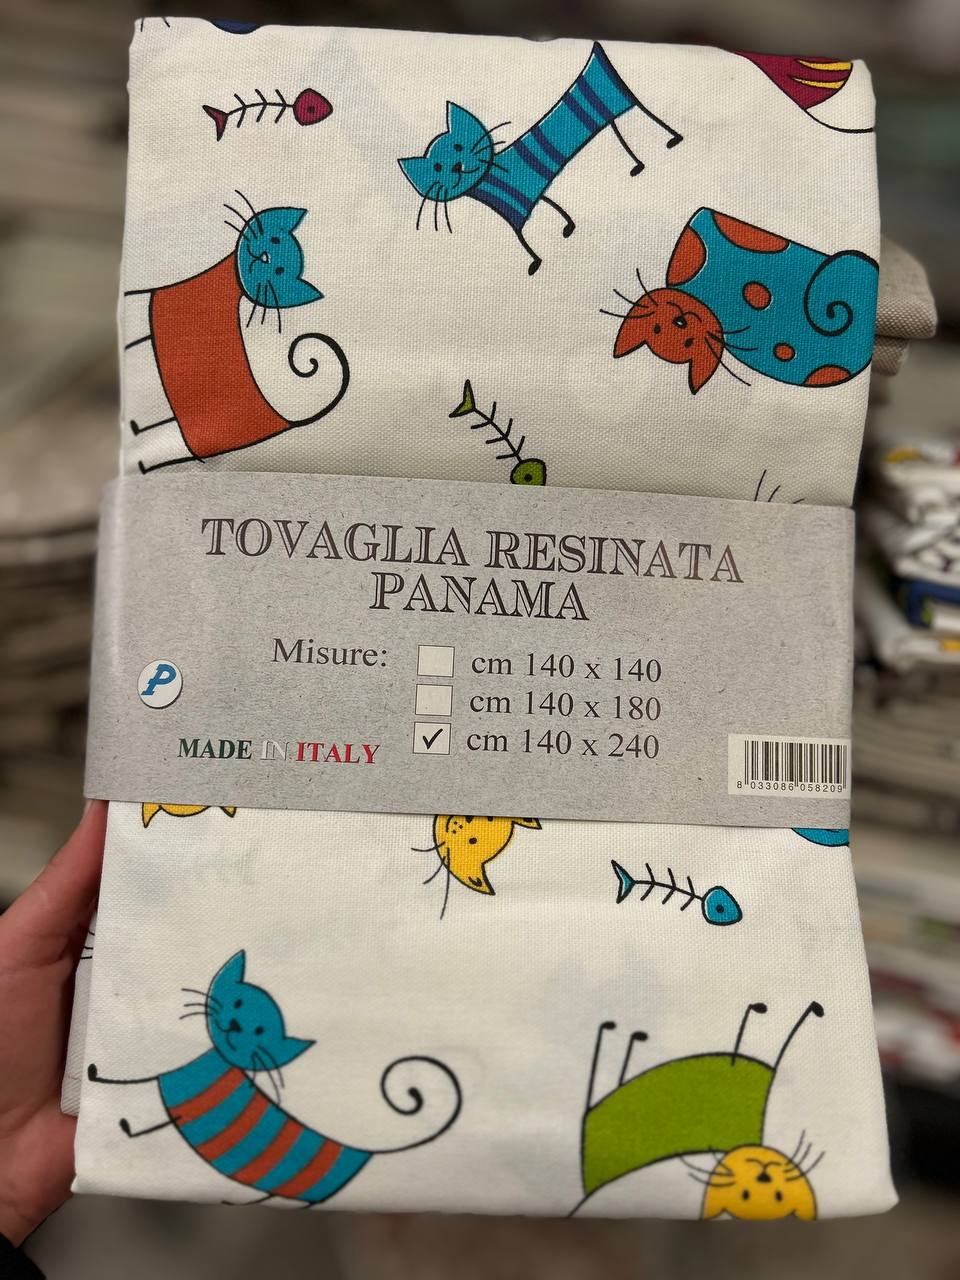 TOVAGLIA RESINATA
PANAMA
Misure:
cm 140 x 140
cm 140 x 180
cm 140 x 240
P
MADE IN ITALY
8 033086 058209